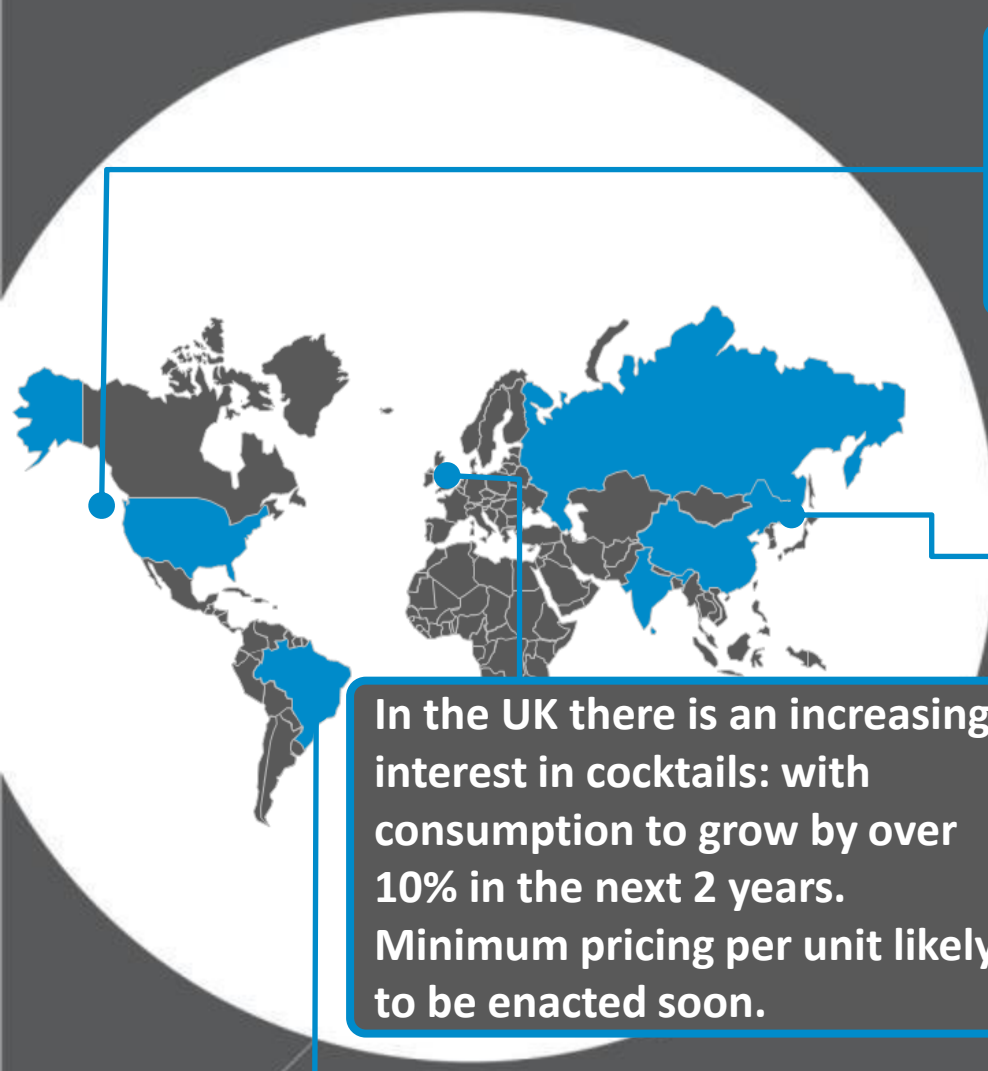 In the UK there is an increasing
interest in cocktails: with
consumption to grow by over
10% in the next 2 years.
Minimum pricing per unit likely
to be enacted soon.